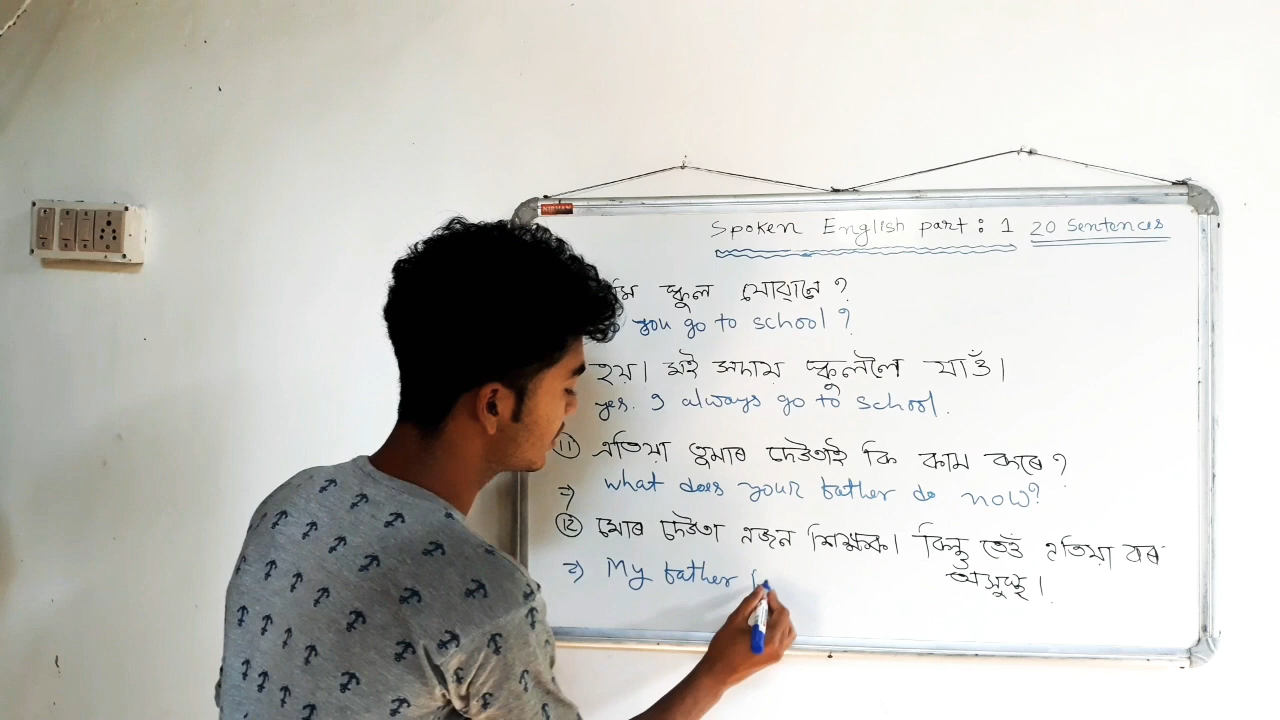 Spoken English part : 1 20 Sentences
স্কুল যোৱানে ?
you go to school ?
হয়। মই সদায় স্কুললৈ যাওঁ।
yes. I always go to school.
11 এতিয়া তুমাৰ দেউতাই কি কাম কৰে ?
=> what does your father do now?
12 মোৰ দেউতা এজন শিক্ষক। কিন্তু তেওঁ এতিয়া বৰ
অসুস্থ।
=> My father